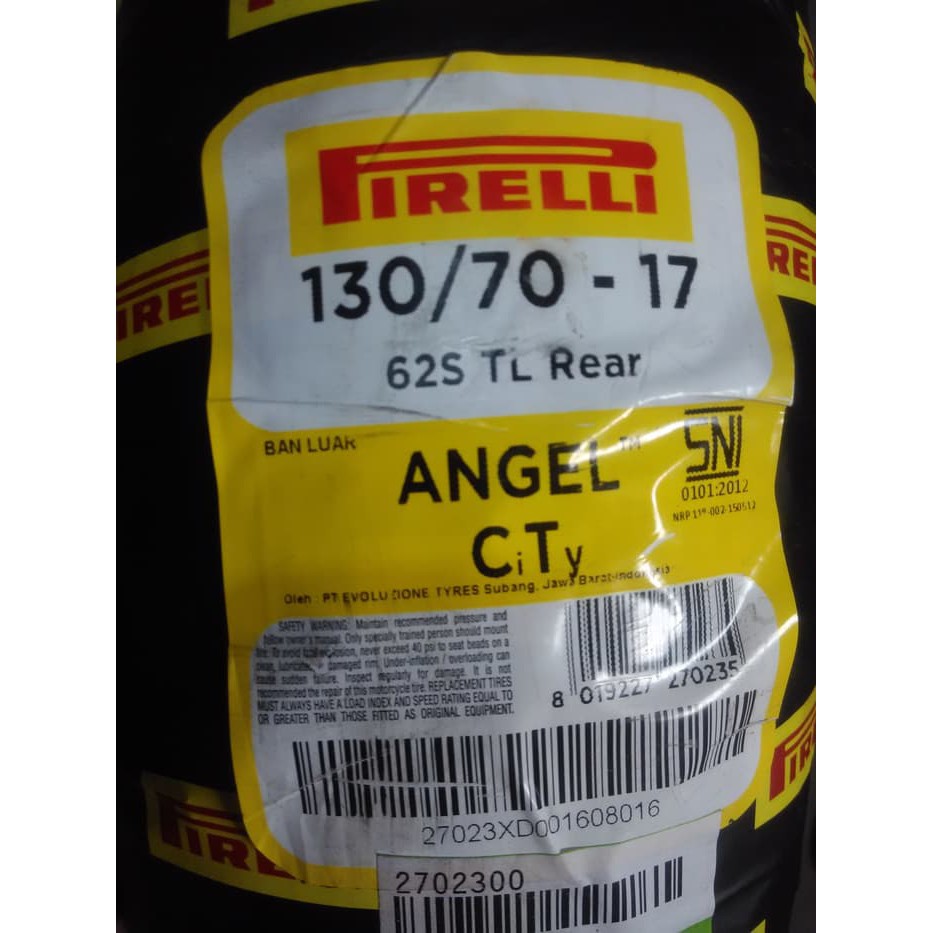 PIRELLI
130/70 - 17
62S TL Rear
BAN LUAR
ANGEL™
CiTy
SNI
0101:2012
Oleh : PT EVOLUZIONE TYRES Subang, Jawa Barat-Indonesia
SAFETY WARNING: Maintain recommended pressure and
follow owner's manual. Only specially trained person should mount
tire. To avoid fatal explosion, never exceed 40 psi to seat beads on a
clean, lubricated, damaged rim. Under-inflation / overloading can
cause sudden failure. Inspect regularly for damage. It is not
recommended the repair of this motorcycle tire. REPLACEMENT TIRES
MUST ALWAYS HAVE A LOAD INDEX AND SPEED RATING EQUAL TO
OR GREATER THAN THOSE FITTED AS ORIGINAL EQUIPMENT.
8 019227 270235
27023XD001608016
2702300